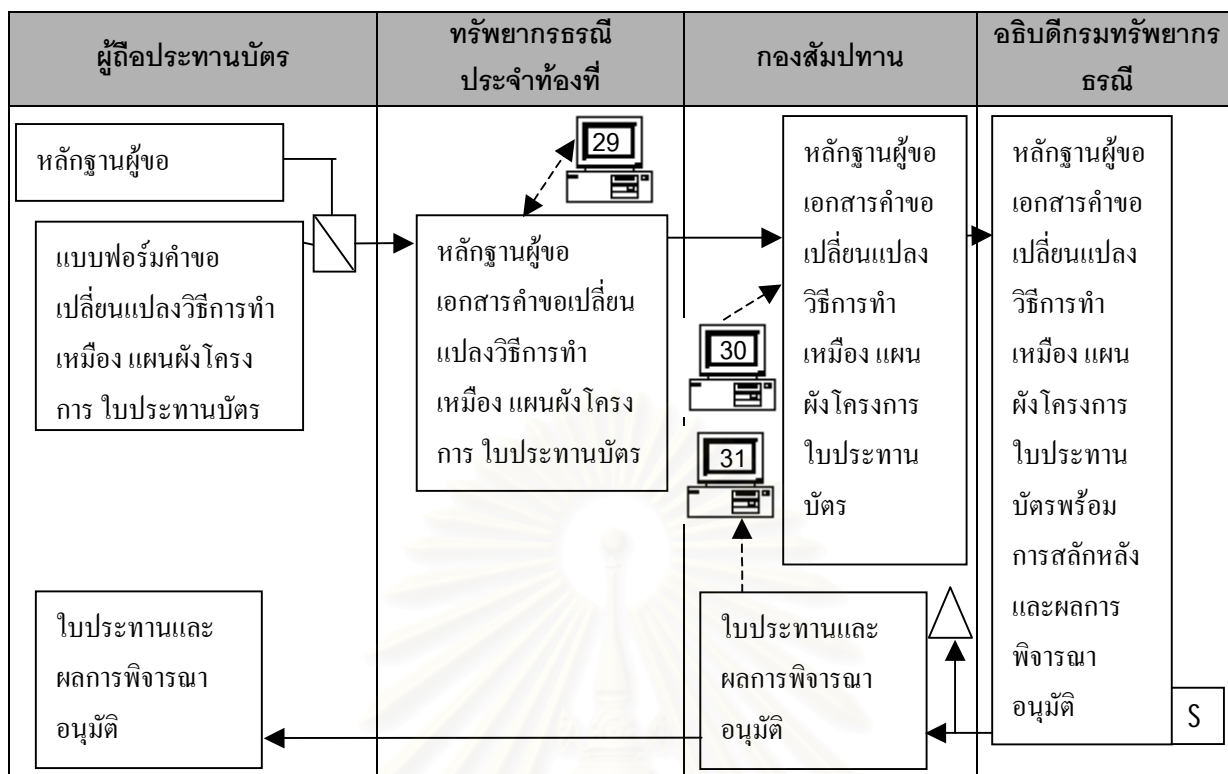 ผู้ถือประทานบัตร
ทรัพยากรธรณี
ประจำท้องที่
กองสัมปทาน
อธิบดีกรมทรัพยากร
ธรณี
หลักฐานผู้ขอ
แบบฟอร์มคำขอ
เปลี่ยนแปลงวิธีการทำ
เหมือง แผนผังโครง
การ ใบประทานบัตร
29
หลักฐานผู้ขอ
เอกสารคำขอเปลี่ยน
แปลงวิธีการทำ
เหมือง แผนผังโครง
การ ใบประทานบัตร
30
31
หลักฐานผู้ขอ
เอกสารคำขอ
เปลี่ยนแปลง
วิธีการทำ
เหมือง แผน
ผังโครงการ
ใบประทาน
บัตร
หลักฐานผู้ขอ
เอกสารคำขอ
เปลี่ยนแปลง
วิธีการทำ
เหมือง แผน
ผังโครงการ
ใบประทาน
บัตรพร้อม
การสลักหลัง
และผลการ
พิจารณา
อนุมัติ
S
ใบประทานและ
ผลการพิจารณา
อนุมัติ
ใบประทานและ
ผลการพิจารณา
อนุมัติ